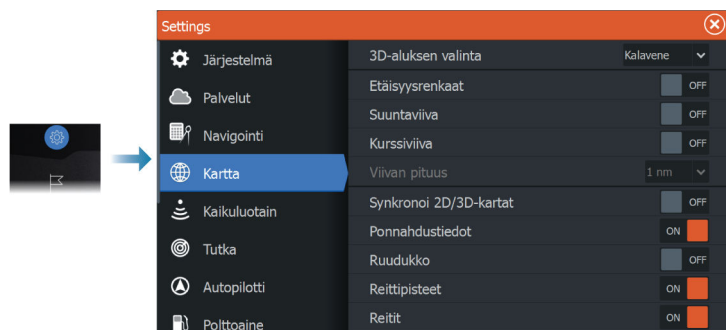 Settings
Järjestelmä
Palvelut
Navigointi
Kartta
Kaikuluotain
Tutka
Autopilotti
Polttoaine
3D-aluksen valinta Kalavene
Etäisyysrenkaat OFF
Suuntaviiva OFF
Kurssiviiva OFF
Viivan pituus 1 nm
Synkronoi 2D/3D-kartat OFF
Ponnahdustiedot ON
Ruudukko OFF
Reittipisteet ON
Reitit ON